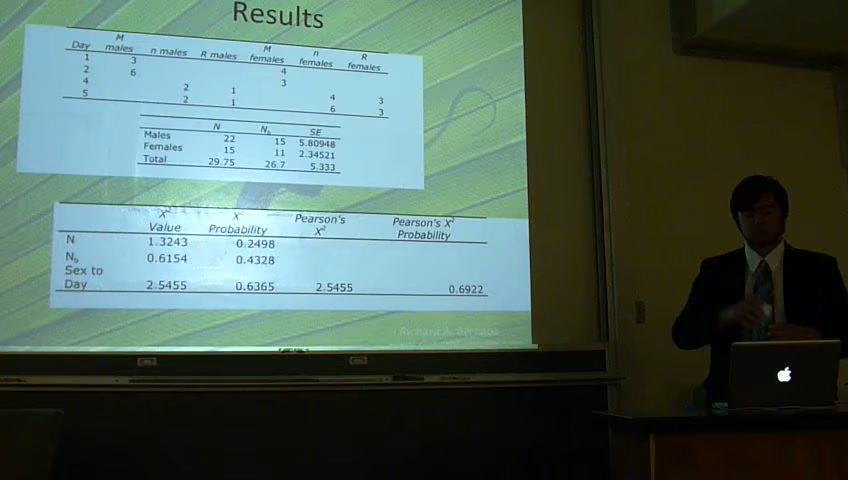 Results
Day M males n males R males M females n females R females
1 3 4
2 6 3
4 2 1 4 3
5 2 1 6 3
N Nb SE
Males 22 15 5.80948
Females 15 11 2.34521
Total 29.75 26.7 5.333
X² Value X² Probability Pearson's X² Pearson's X² Probability
N 1.3243 0.2498
Nb 0.6154 0.4328
Sex to Day 2.5455 0.6365 2.5455 0.6922
Richard A.